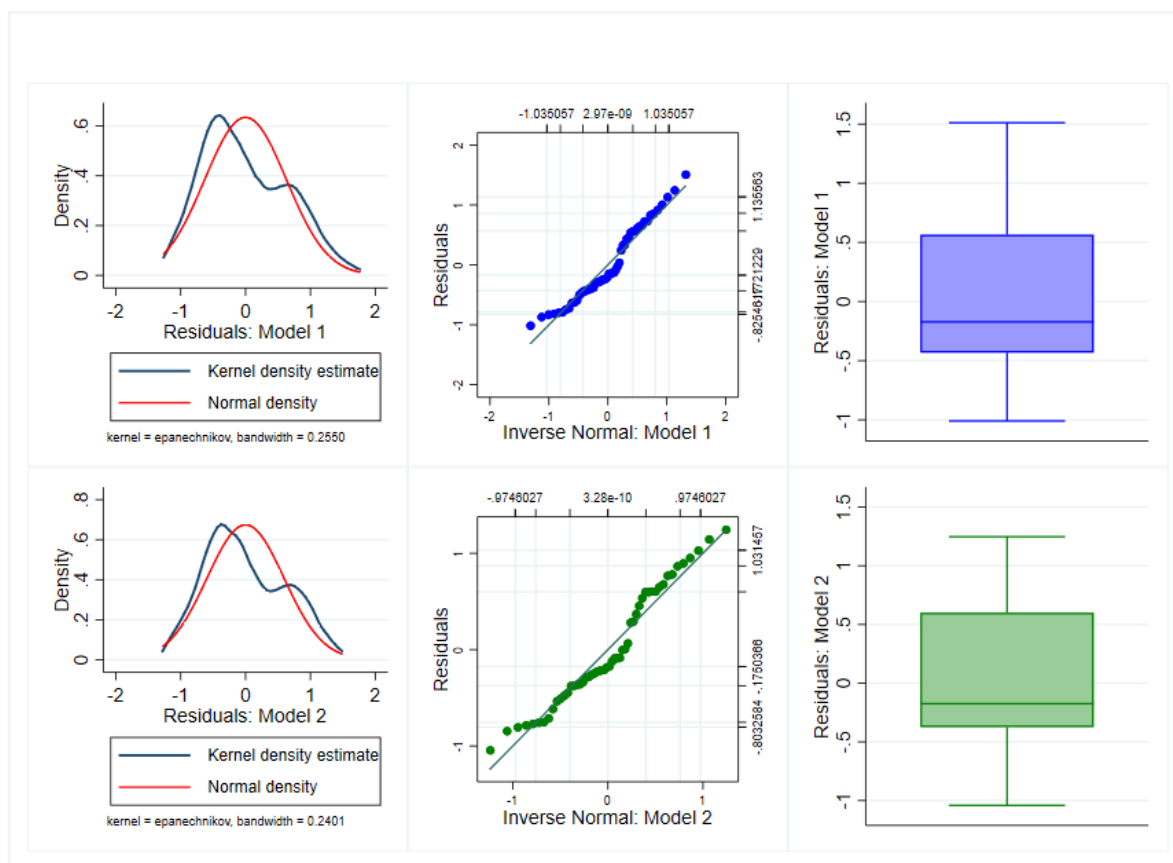 Density
0 .2 .4 .6
-2 -1 0 1 2
Residuals: Model 1
Kernel density estimate
Normal density
kernel = epanechnikov, bandwidth = 0.2550
-1.035057 2.97e-09 1.035057
Residuals
-2 -1 0 1 2
1.135663
-2 -1 0 1 2
Inverse Normal: Model 1
Residuals: Model 1
-1 -.5 0 .5 1 1.5
Density
0 .2 .4 .6 .8
-2 -1 0 1 2
Residuals: Model 2
Kernel density estimate
Normal density
kernel = epanechnikov, bandwidth = 0.2401
-.9746027 3.28e-10 .9746027
Residuals
-1 0 1
-.8032584 -.1750366 1.031457
-1 0 1
Inverse Normal: Model 2
Residuals: Model 2
-1 -.5 0 .5 1 1.5